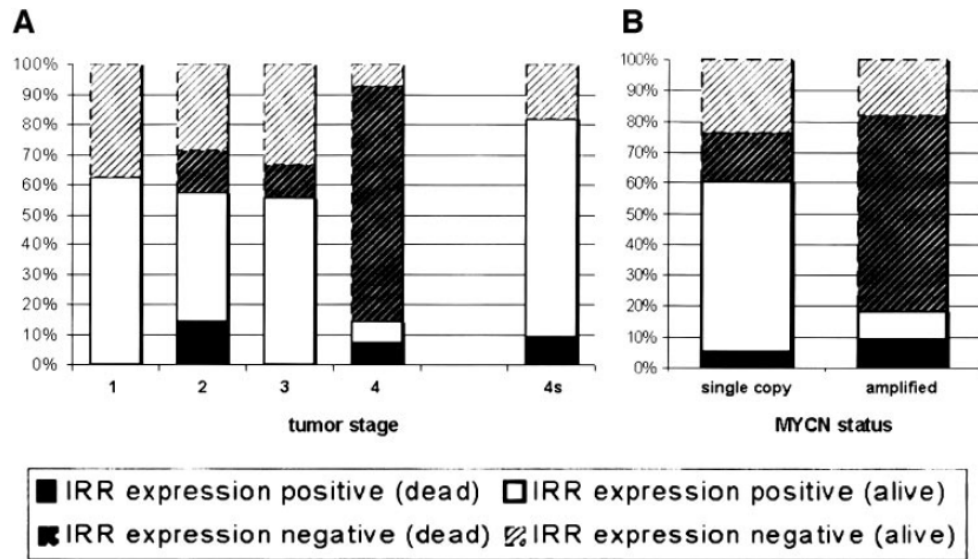 A
B
100%
90%
80%
70%
60%
50%
40%
30%
20%
10%
0%
1 2 3 4 4s
tumor stage
100%
90%
80%
70%
60%
50%
40%
30%
20%
10%
0%
single copy amplified
MYCN status
IRR expression positive (dead) IRR expression positive (alive)
IRR expression negative (dead) IRR expression negative (alive)